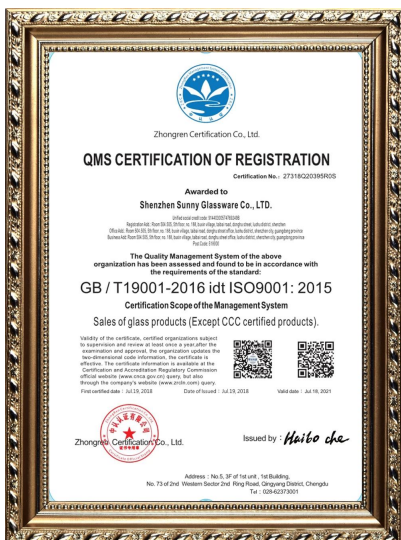 Zhongren Certification Co., Ltd.
QMS CERTIFICATION OF REGISTRATION
Certification No.: 27318Q20395R0S
Awarded to
Shenzhen Sunny Glassware Co., LTD.
Unified social credit code:
The Quality Management System of the above
organization has been assessed and found to be in accordance with
the requirements of the standard:
GB / T19001-2016 idt ISO9001: 2015
Certification Scope of the Management System
Sales of glass products (Except CCC certified products).
Validity of the certificate, certified organizations subject
to supervision and review at least once a year, after the
examination and approval, the organization updates the
two-dimensional code information, the certificate is
effective. The certificate information is available at the
Certification and Accreditation Regulatory Commission
official website (www.cnca.gov.cn) query, but also
through the company's website (www.zrcln.com) query.
First certified date : Jul.19, 2018
Date of Issued : Jul.19, 2018
Valid date : Jul.18, 2021
Zhongren Certification Co., Ltd.
Issued by :
Address : No.5, 3F of 1st unit , 1st Building,
No. 73 of 2nd Western Sector 2nd Ring Road, Qingyang District, Chengdu
Tel : 028-62373001